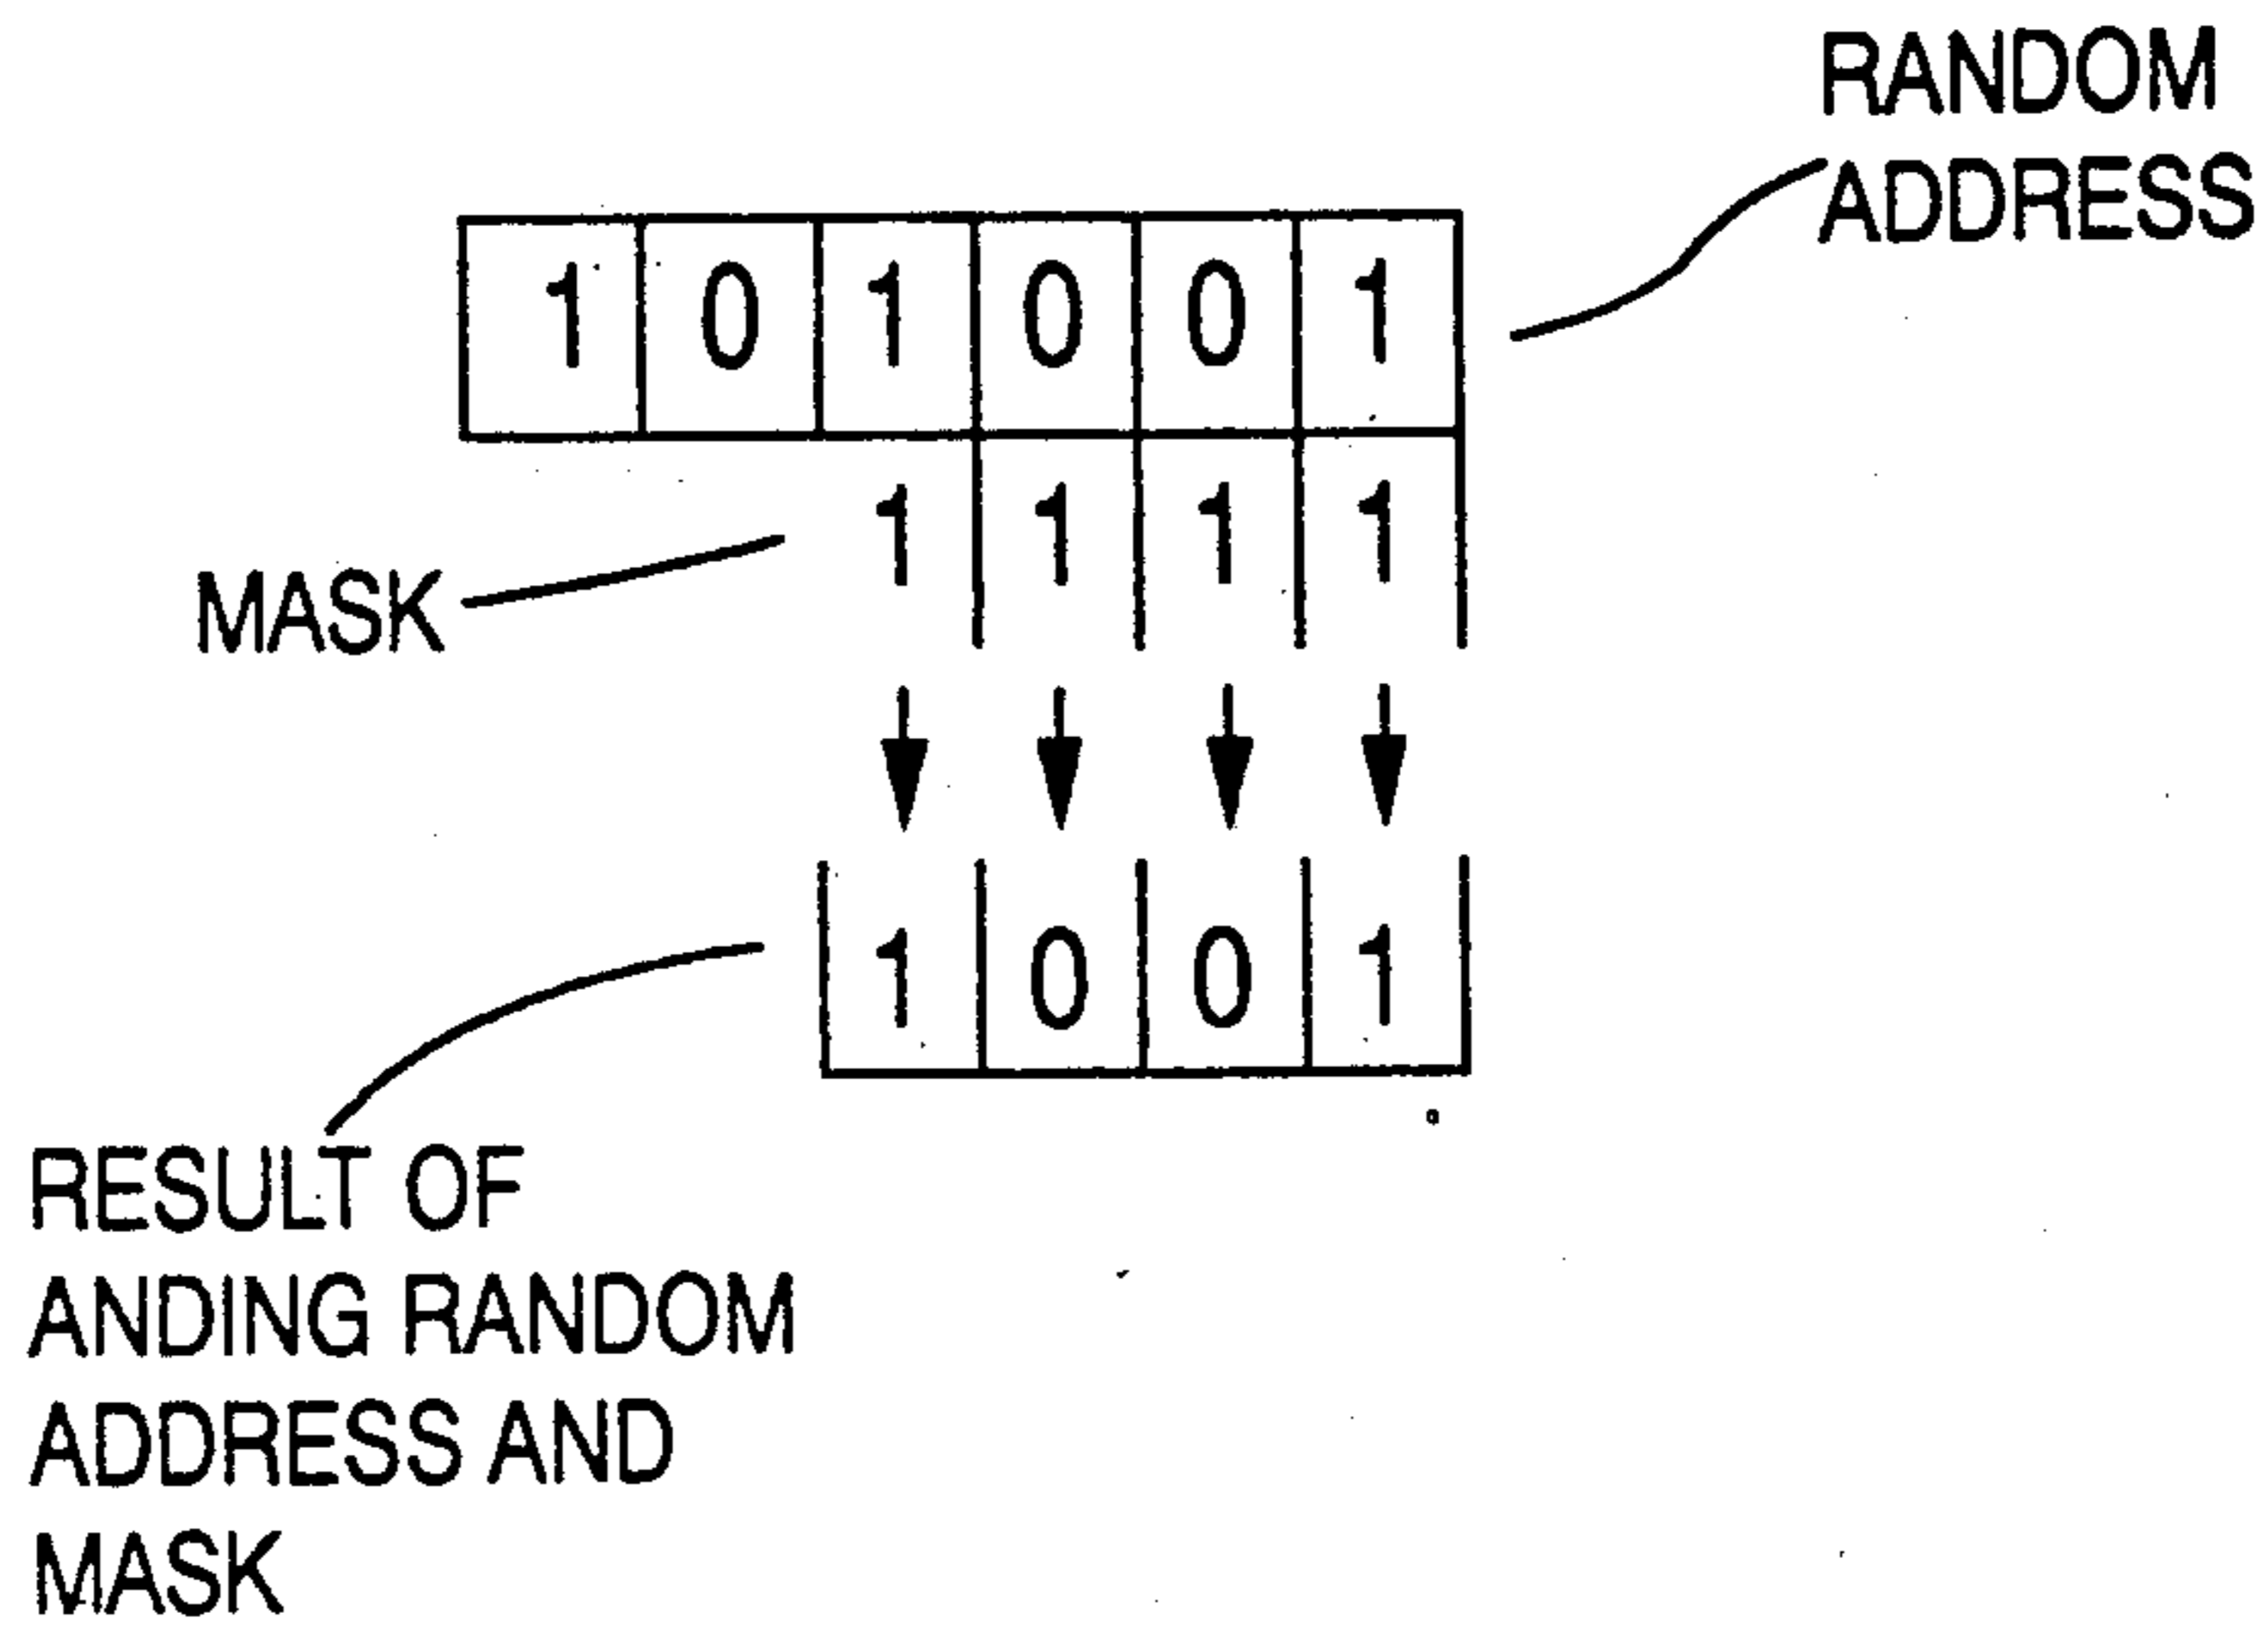 RANDOM
ADDRESS
1 0 1 0 0 1
1 1 1 1
MASK
1 0 0 1
RESULT OF
ANDING RANDOM
ADDRESS AND
MASK